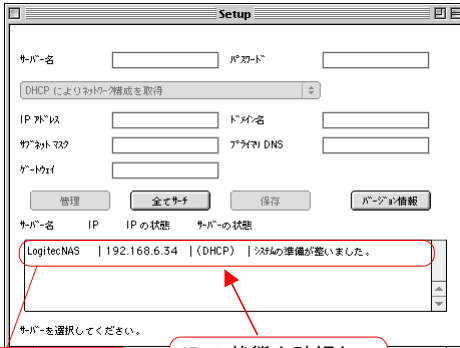 Setup
サーバー名
パスワード
DHCP によりネットワーク構成を取得
IP アドレス
ドメイン名
サブネット マスク
プライマリ DNS
ゲートウェイ
管理
全てサーチ
保存
バージョン情報
サーバー名 IP IP の状態 サーバーの状態
LogitecNAS | 192.168.6.34 | (DHCP) | システムの準備が整いました。
サーバーを選択してください。